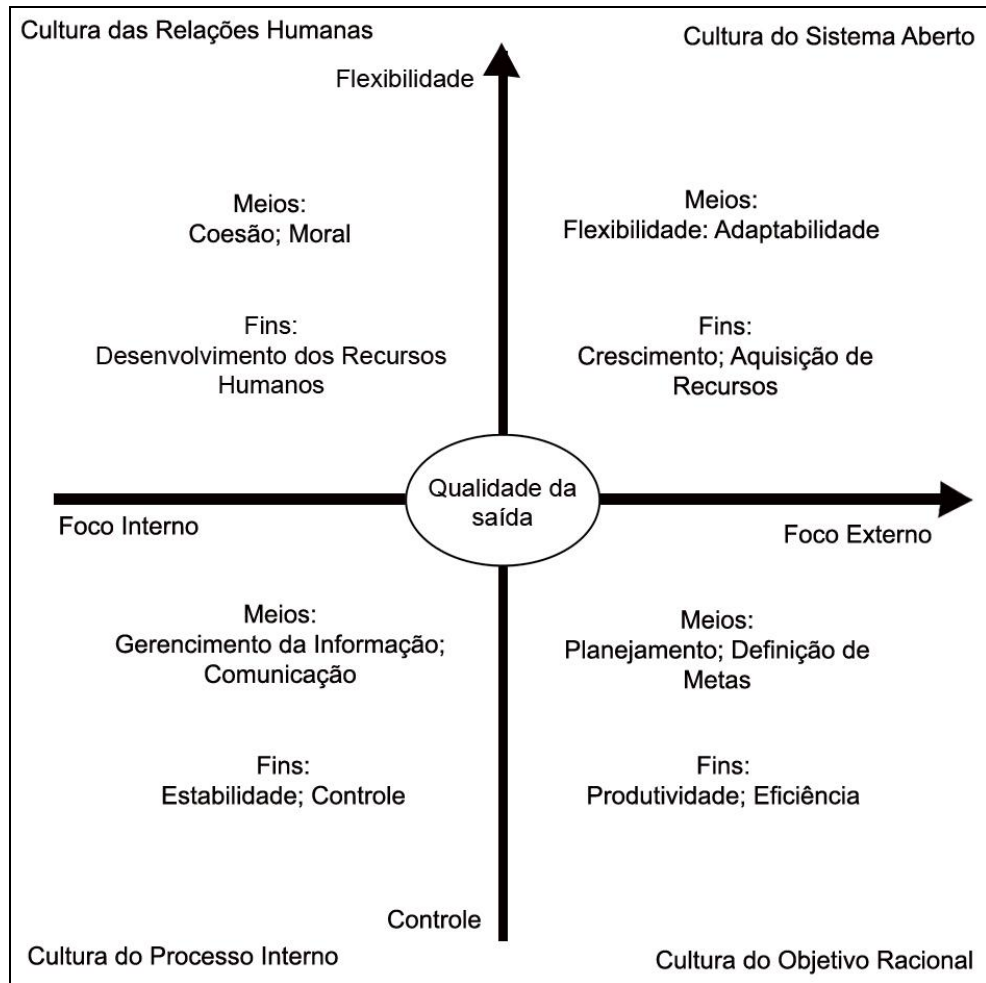 Cultura das Relações Humanas
Cultura do Sistema Aberto
Flexibilidade
Meios:
Coesão; Moral
Meios:
Flexibilidade: Adaptabilidade
Fins:
Desenvolvimento dos Recursos
Humanos
Fins:
Crescimento; Aquisição de
Recursos
Qualidade da
saída
Foco Interno
Foco Externo
Meios:
Gerencimento da Informação;
Comunicação
Meios:
Planejamento; Definição de
Metas
Fins:
Estabilidade; Controle
Fins:
Produtividade; Eficiência
Controle
Cultura do Processo Interno
Cultura do Objetivo Racional